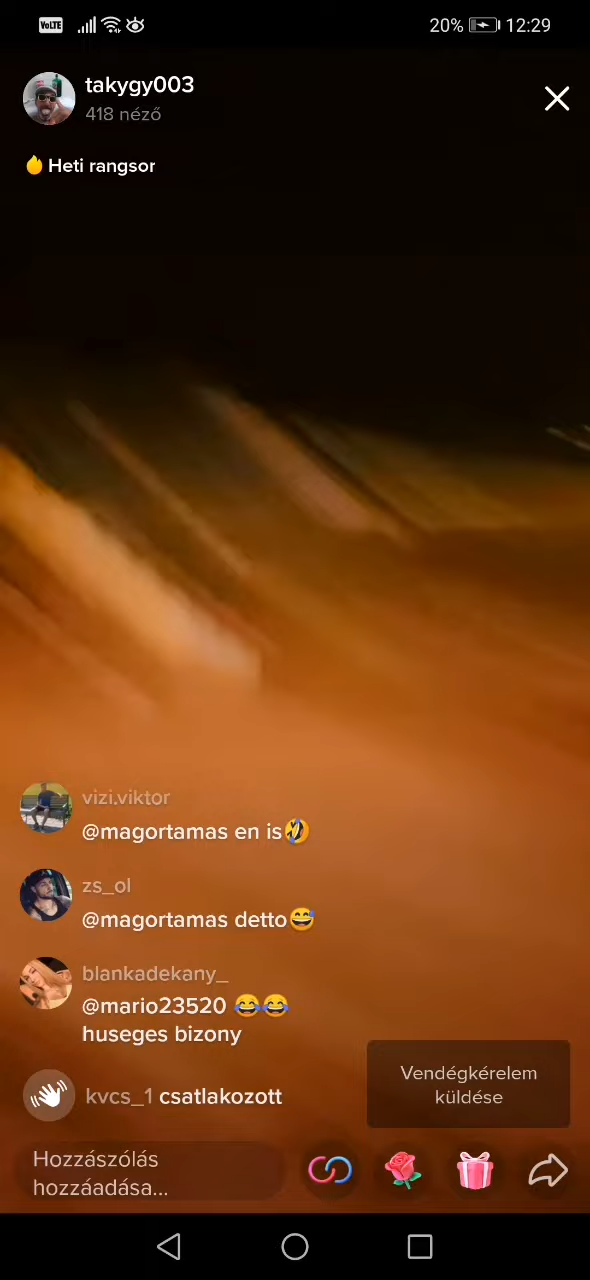 VoLTE
20% 12:29
takygy003
418 néző
Heti rangsor
vizi.viktor
@magortamas en is🤣
zs_ol
@magortamas detto😅
blankadekany_
@mario23520 😂😂
huseges bizony
kvcs_1 csatlakozott
Vendégkérelem
küldése
Hozzászólás
hozzáadása...